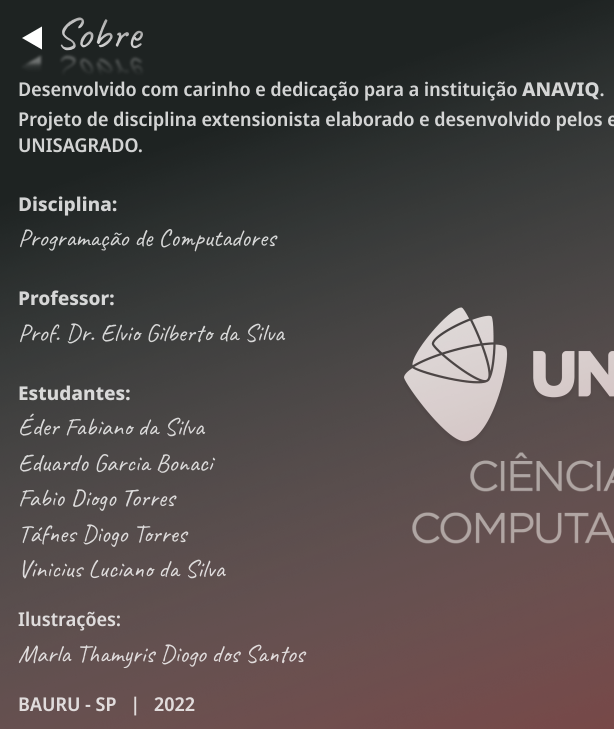 Sobre
Desenvolvido com carinho e dedicação para a instituição ANAVIQ.
Projeto de disciplina extensionista elaborado e desenvolvido pelos
UNISAGRADO.
Disciplina:
Programação de Computadores
Professor:
Prof. Dr. Elvio Gilberto da Silva
Estudantes:
Éder Fabiano da Silva
Eduardo Garcia Bonaci
Fabio Diogo Torres
Táfnes Diogo Torres
Vinicius Luciano da Silva
UN
CIÊNCIA
COMPUTA
Ilustrações:
Marla Thamyris Diogo dos Santos
BAURU - SP | 2022